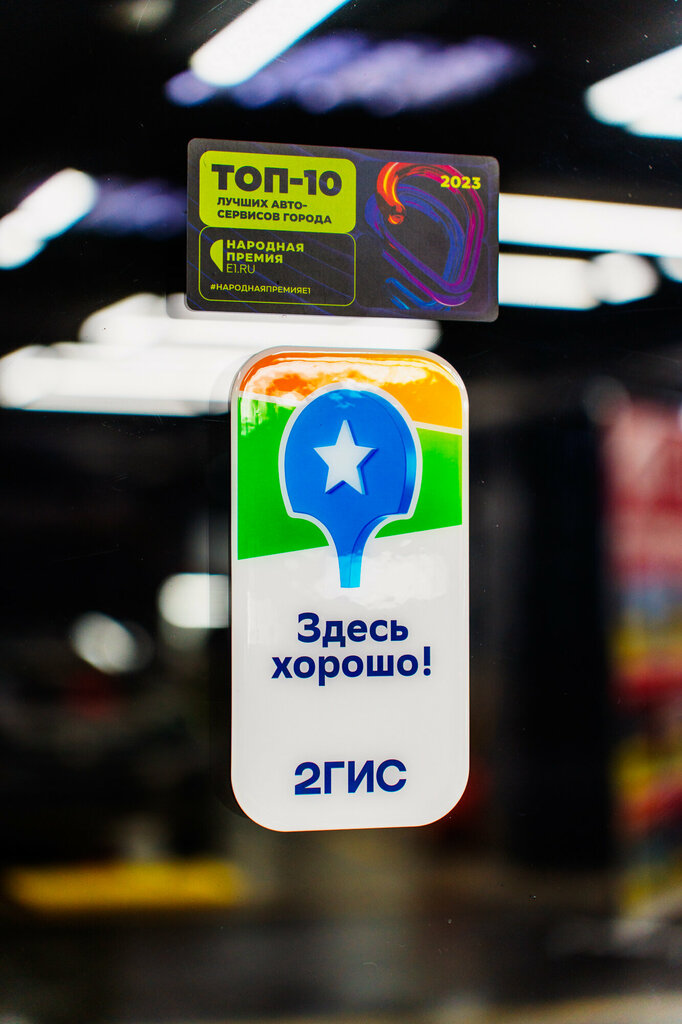 ТОП-10
ЛУЧШИХ АВТО-
СЕРВИСОВ ГОРОДА
2023
НАРОДНАЯ
ПРЕМИЯ
E1.RU
#НАРОДНАЯПРЕМИЯЕ1
Здесь
хорошо!
2ГИС